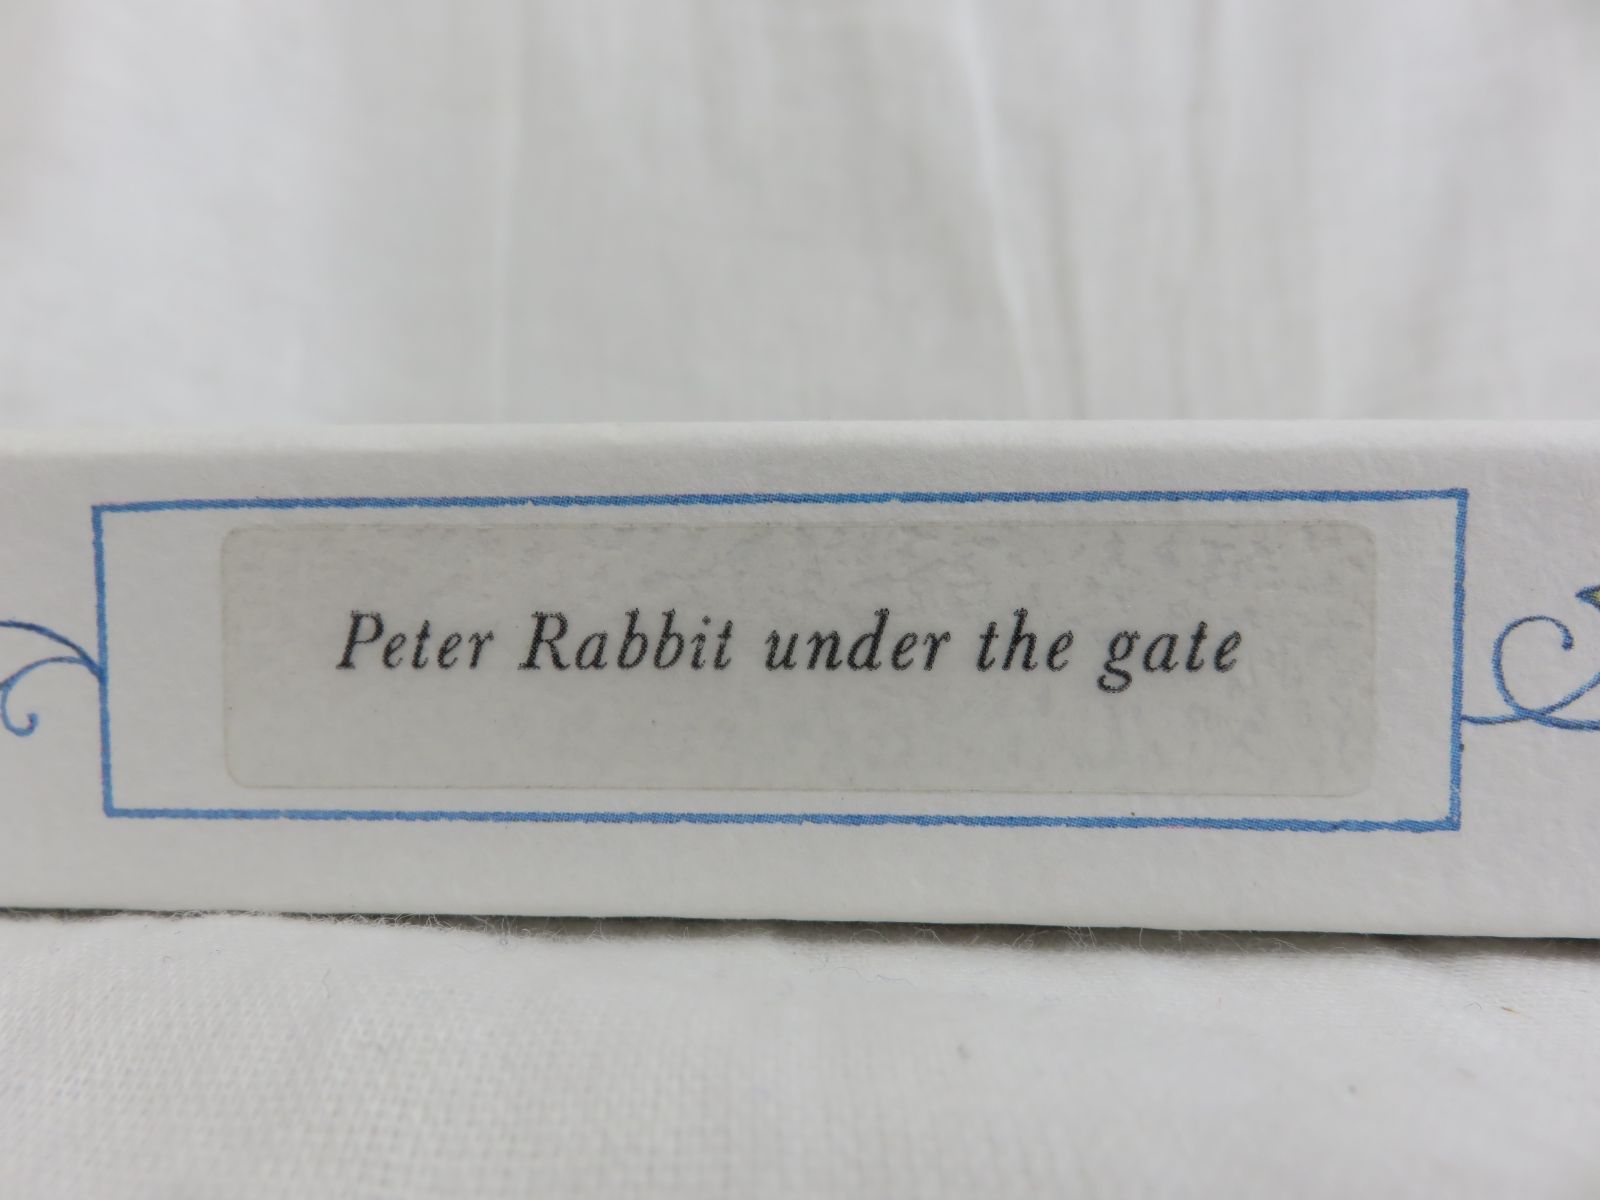 Peter Rabbit under the gate